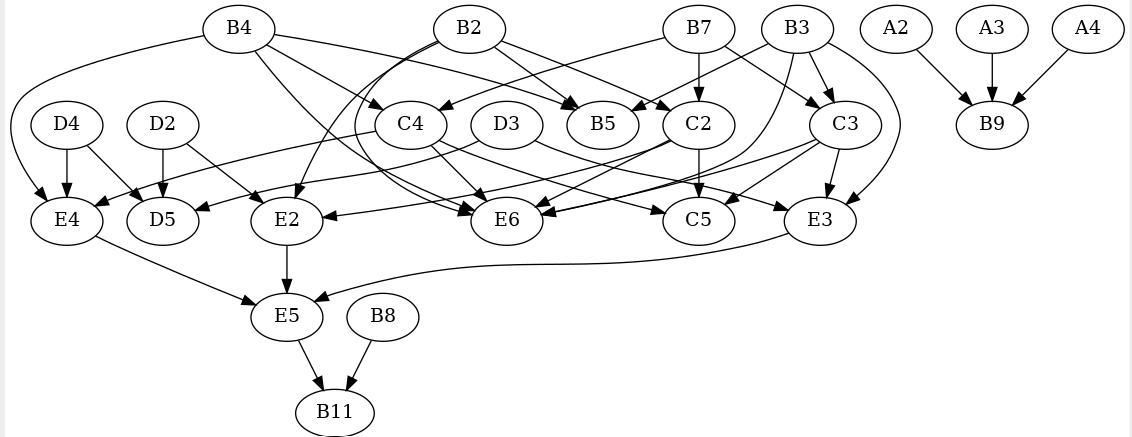 B4 B2 B7 B3 A2 A3 A4
D4 D2 C4 D3 B5 C2 C3 B9
E4 D5 E2 E6 C5 E3
E5 B8
B11